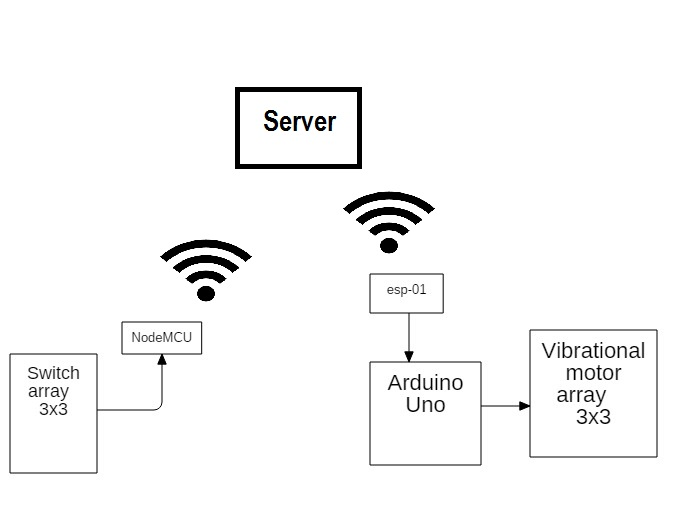 Server
esp-01
NodeMCU
Switch
array
3x3
Arduino
Uno
Vibrational
motor
array
3x3